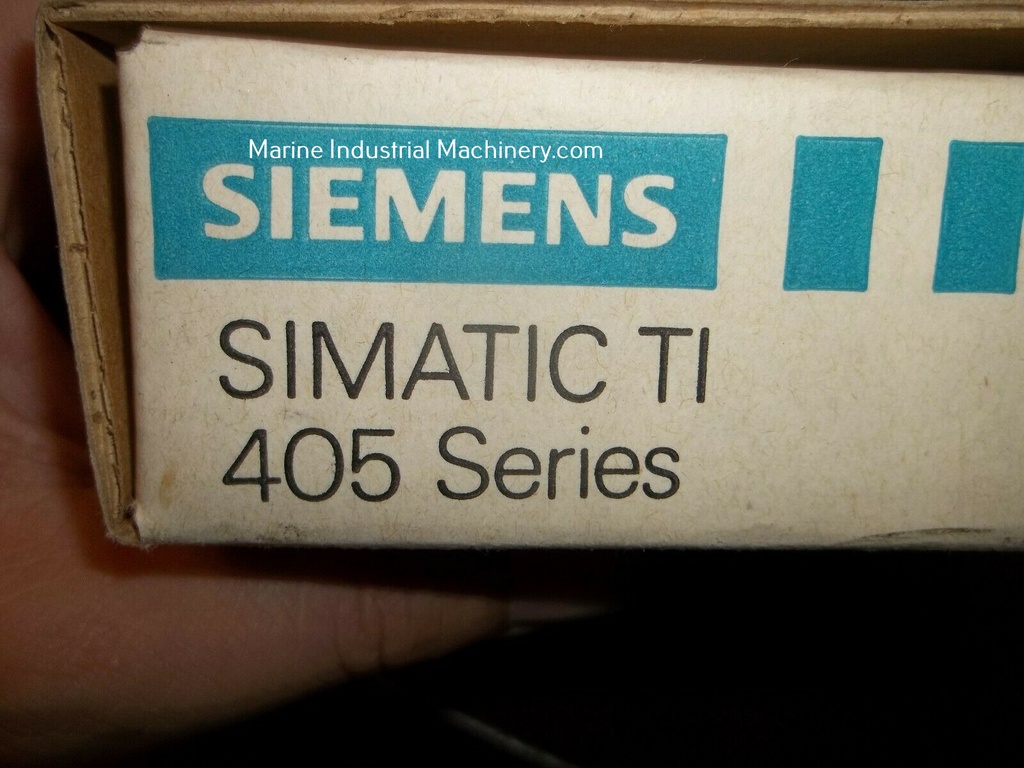 Marine Industrial Machinery.com
SIEMENS
SIMATIC TI
405 Series